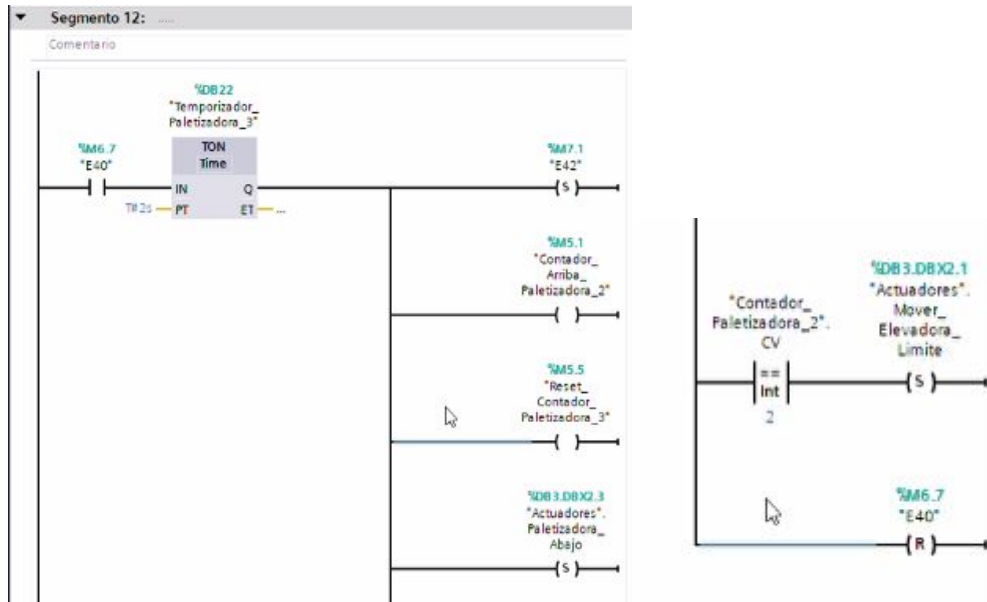 Segmento 12: .....
Comentario
%DB22
"Temporizador_
Paletizadora_3"
TON
Time
%M6.7
"E40"
IN
Q
T#2s
PT
ET
...
%M7.1
"E42"
S
%M5.1
"Contador_
Arriba_
Paletizadora_2"
%M5.5
"Reset_
Contador_
Paletizadora_3"
%DB3.DBX2.3
"Actuadores".
Paletizadora_
Abajo
S
"Contador_
Paletizadora_2".
CV
==
Int
2
%DB3.DBX2.1
"Actuadores".
Mover_
Elevadora_
Limite
S
%M6.7
"E40"
R